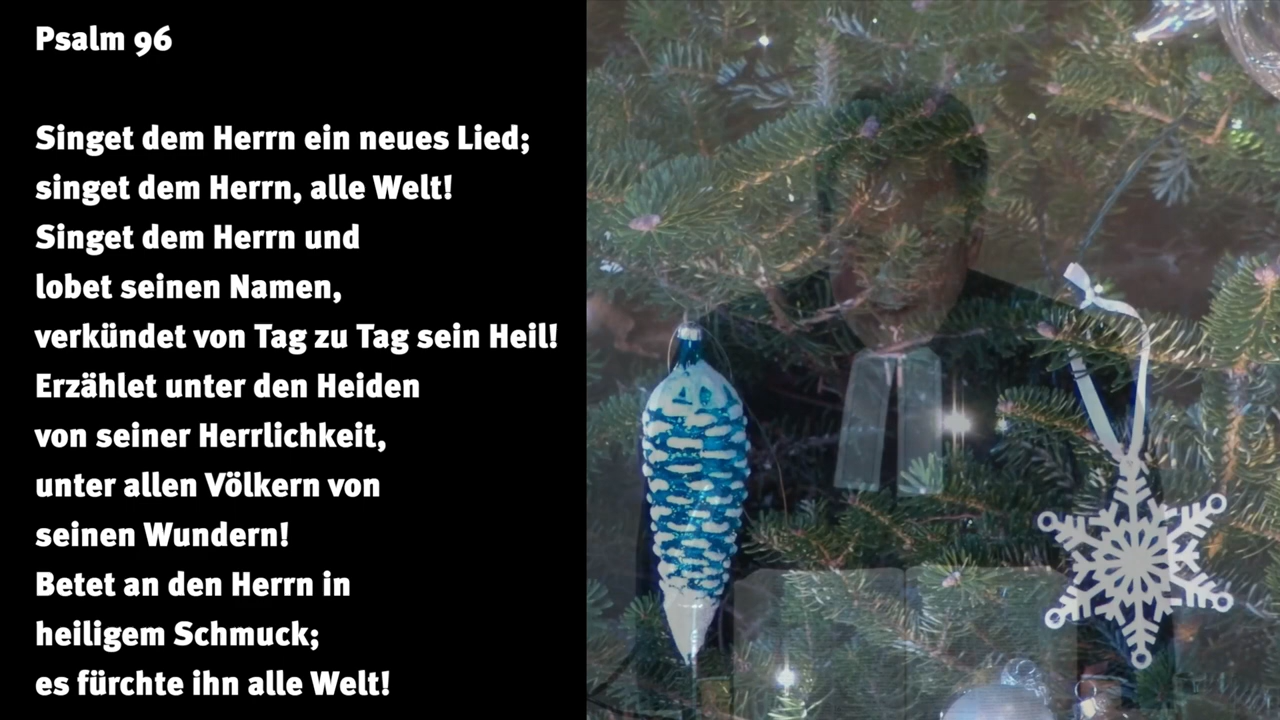 Psalm 96
Singet dem Herrn ein neues Lied;
singet dem Herrn, alle Welt!
Singet dem Herrn und
lobet seinen Namen,
verkündet von Tag zu Tag sein Heil!
Erzählet unter den Heiden
von seiner Herrlichkeit,
unter allen Völkern von
seinen Wundern!
Betet an den Herrn in
heiligem Schmuck;
es fürchte ihn alle Welt!